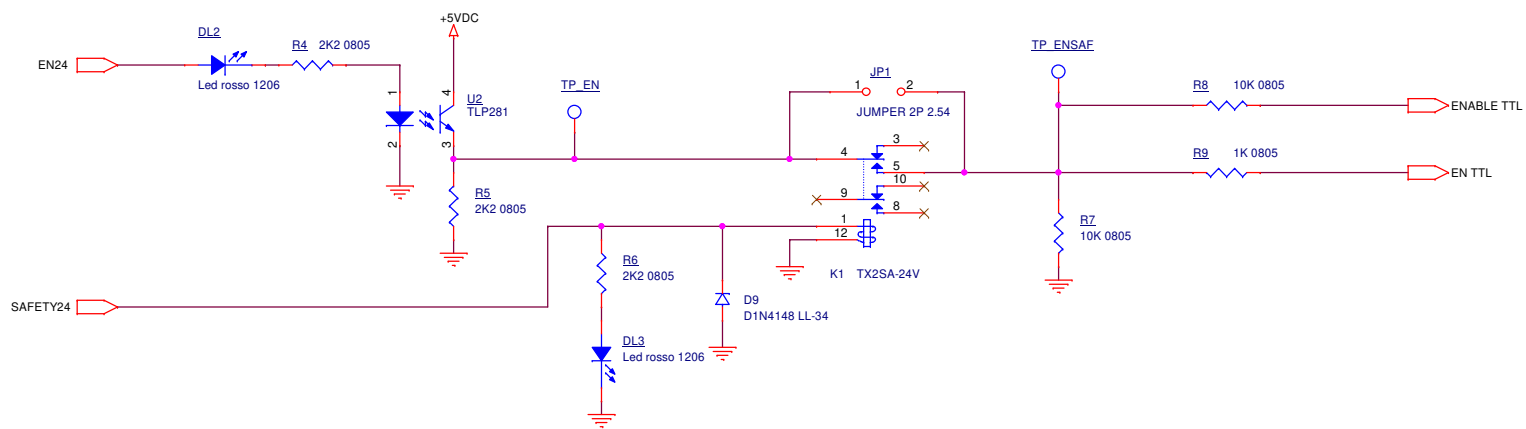 +5VDC
DL2
R4 2K2 0805
EN24
Led rosso 1206
1
4
U2
TLP281
2
3
TP_EN
R5
2K2 0805
JP1
1
2
JUMPER 2P 2.54
3
4
5
10
9
8
1
12
K1 TX2SA-24V
TP_ENSAF
R8 10K 0805
ENABLE TTL
R9 1K 0805
EN TTL
R7
10K 0805
R6
2K2 0805
SAFETY24
D9
D1N4148 LL-34
DL3
Led rosso 1206